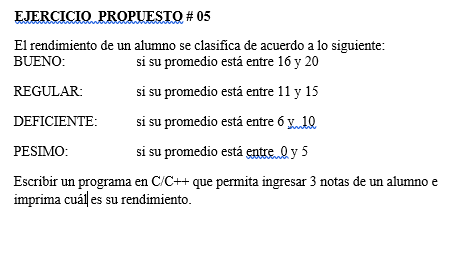 EJERCICIO PROPUESTO # 05
El rendimiento de un alumno se clasifica de acuerdo a lo siguiente:
BUENO: si su promedio está entre 16 y 20
REGULAR: si su promedio está entre 11 y 15
DEFICIENTE: si su promedio está entre 6 y 10
PESIMO: si su promedio está entre 0 y 5
Escribir un programa en C/C++ que permita ingresar 3 notas de un alumno e
imprima cuál es su rendimiento.